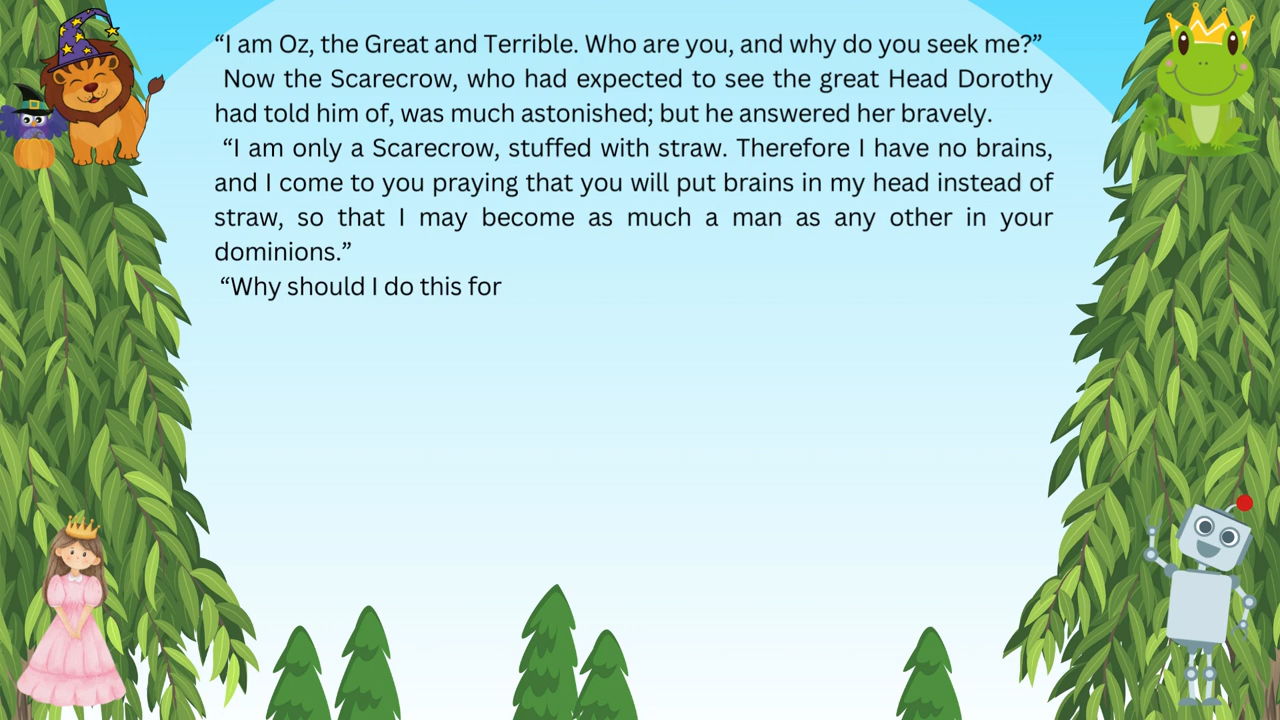 “I am Oz, the Great and Terrible. Who are you, and why do you seek me?”
Now the Scarecrow, who had expected to see the great Head Dorothy
had told him of, was much astonished; but he answered her bravely.
“I am only a Scarecrow, stuffed with straw. Therefore I have no brains,
and I come to you praying that you will put brains in my head instead of
straw, so that I may become as much a man as any other in your
dominions.”
“Why should I do this for